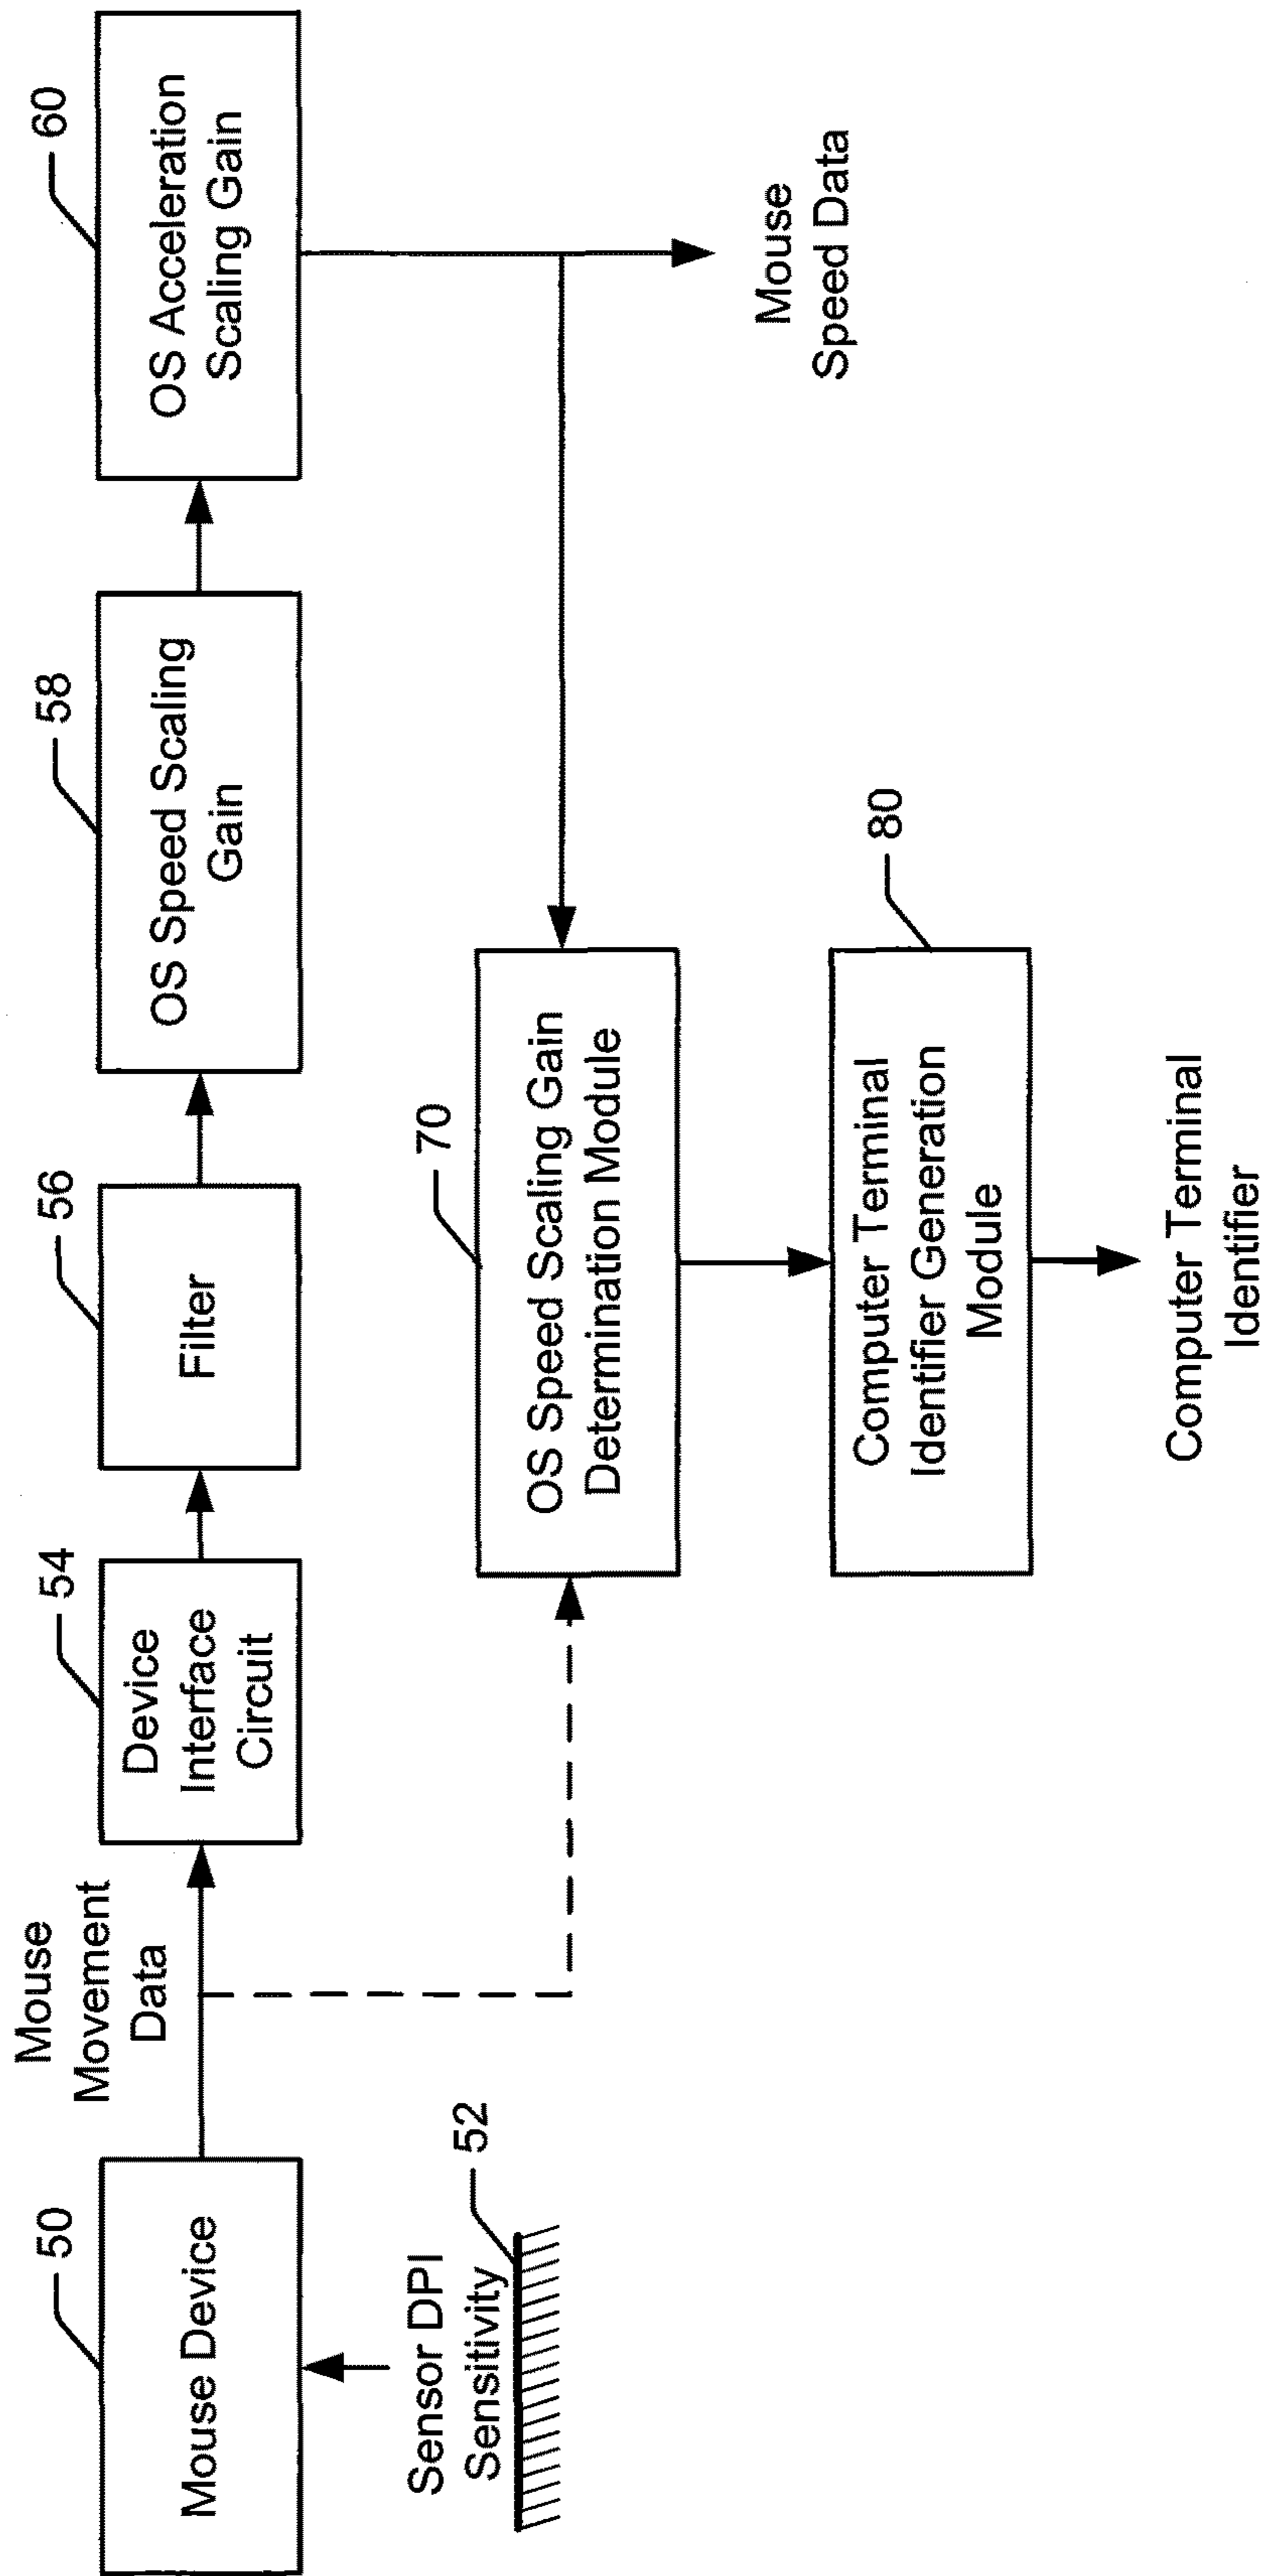 50
Mouse Device
Sensor DPI
Sensitivity
52
Mouse
Movement
Data
54
Device
Interface
Circuit
56
Filter
58
OS Speed Scaling
Gain
60
OS Acceleration
Scaling Gain
Mouse
Speed Data
70
OS Speed Scaling Gain
Determination Module
80
Computer Terminal
Identifier Generation
Module
Computer Terminal
Identifier